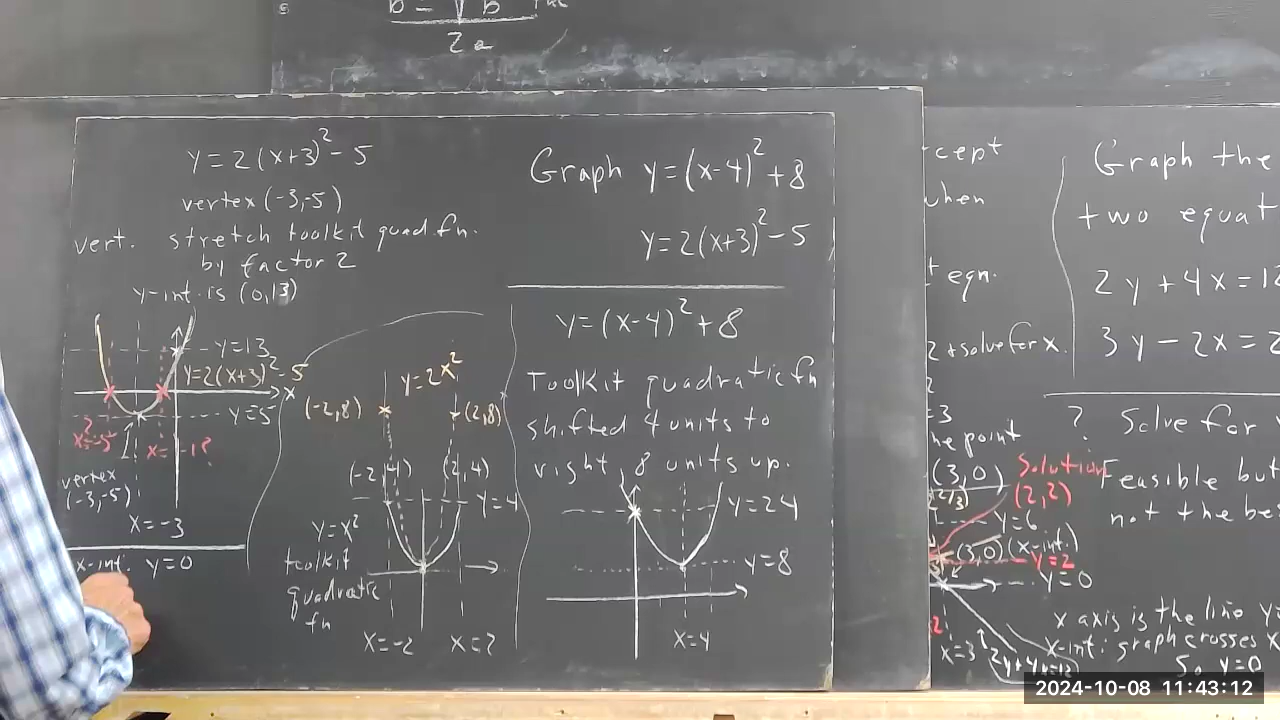 2a
y=2(x+3)²-5
vertex (-3,-5)
vert. stretch toolkit quad fn.
by factor 2
y-int. is (0,13)
y=13
y=2(x+3)²-5
x
y=5
x=-5
?
x= -1?
vertex
(-3,-5)
x=-3
x-int. y=0
y=2x²
(-2,8)
(2,8)
(-2,4)
(2,4)
y=4
y=x²
toolkit
quadratic
fn
x=-2
x=2
Graph y=(x-4)²+8
y=2(x+3)²-5
y=(x-4)²+8
Toolkit quadratic fn
shifted 4 units to
right, 8 units up.
y=24
y=8
x=4
cept
when
eqn.
2 + solve for x.
=3
he point
(3,0)
Solution
(2,2)
y=6
(3,0) (x-int.)
y=2
y=0
x=3
2y+4x=12
Graph the
two equat
2y+4x=12
3y-2x=2
? Solve for
Feasible but
not the be
x axis is the line y
x-int: graph crosses x
So y=0
2024-10-08 11:43:12